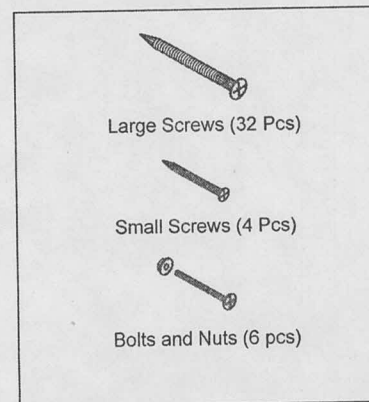 Large Screws (32 Pcs)
Small Screws (4 Pcs)
Bolts and Nuts (6 pcs)